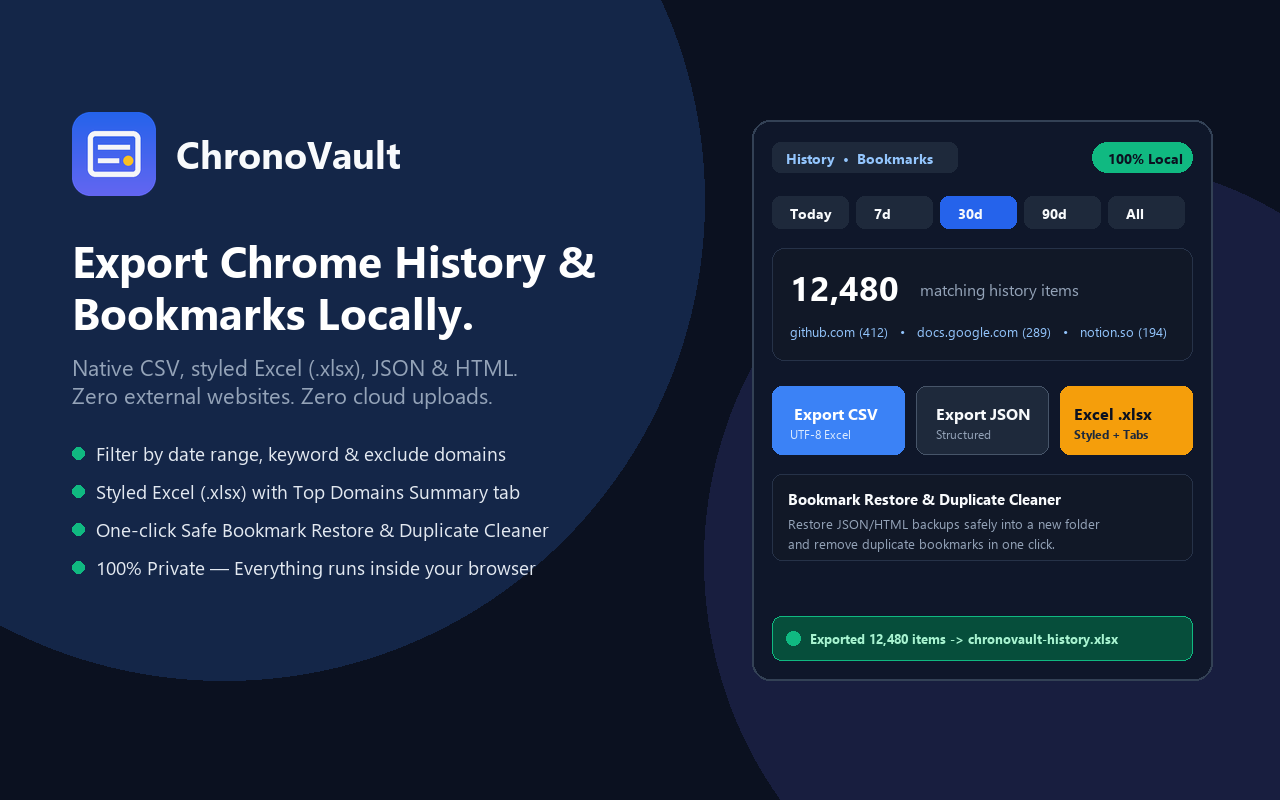 ChronoVault
Export Chrome History &
Bookmarks Locally.
Native CSV, styled Excel (.xlsx), JSON & HTML.
Zero external websites. Zero cloud uploads.
Filter by date range, keyword & exclude domains
Styled Excel (.xlsx) with Top Domains Summary tab
One-click Safe Bookmark Restore & Duplicate Cleaner
100% Private — Everything runs inside your browser
History • Bookmarks
100% Local
Today 7d 30d 90d All
12,480 matching history items
github.com (412) • docs.google.com (289) • notion.so (194)
Export CSV Export JSON Excel .xlsx
UTF-8 Excel Structured Styled + Tabs
Bookmark Restore & Duplicate Cleaner
Restore JSON/HTML backups safely into a new folder
and remove duplicate bookmarks in one click.
Exported 12,480 items -> chronovault-history.xlsx